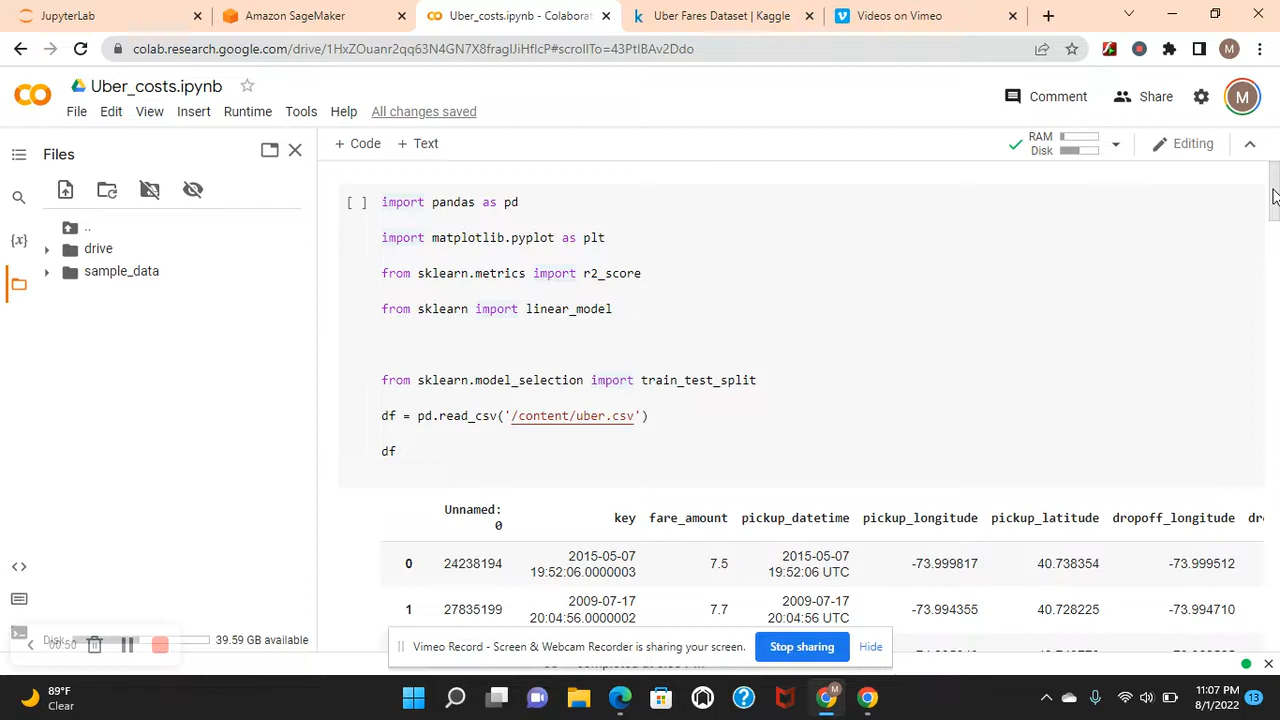 JupyterLab
Amazon SageMaker
Uber_costs.ipynb - Colaborat
Uber Fares Dataset | Kaggle
Videos on Vimeo
colab.research.google.com/drive/1HxZOuanr2qq63N4GN7X8fragIJiHfIcP#scrollTo=43PtIBAv2Ddo
M
Uber_costs.ipynb
Comment
Share
M
File Edit View Insert Runtime Tools Help All changes saved
Files
+ Code + Text
RAM
Disk
Editing
..
drive
sample_data
{x}
[ ]
import pandas as pd
import matplotlib.pyplot as plt
from sklearn.metrics import r2_score
from sklearn import linear_model
from sklearn.model_selection import train_test_split
df = pd.read_csv('/content/uber.csv')
df
Unnamed: 0 key fare_amount pickup_datetime pickup_longitude pickup_latitude dropoff_longitude
0 24238194 2015-05-07 19:52:06.0000003 7.5 2015-05-07 19:52:06 UTC -73.999817 40.738354 -73.999512
1 27835199 2009-07-17 20:04:56.0000002 7.7 2009-07-17 20:04:56 UTC -73.994355 40.728225 -73.994710
Disk
00:50
39.59 GB available
Vimeo Record - Screen & Webcam Recorder is sharing your screen.
Stop sharing
Hide
89°F
Clear
M
11:07 PM
8/1/2022
13